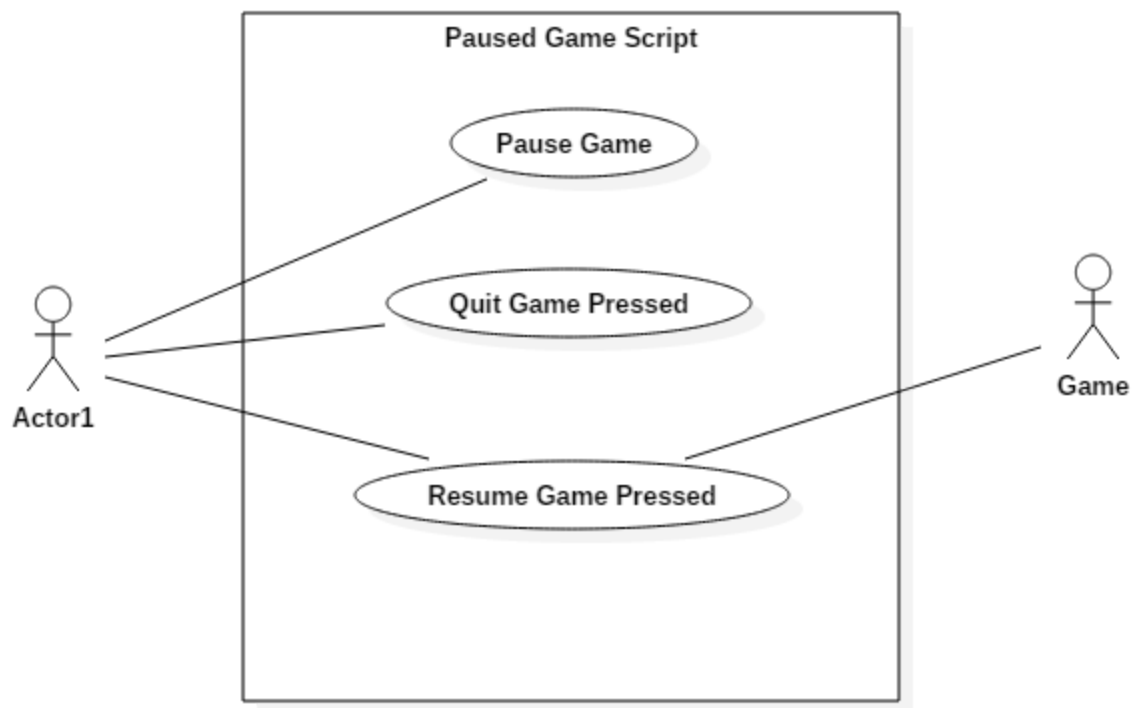 Paused Game Script
Pause Game
Quit Game Pressed
Actor1
Game
Resume Game Pressed